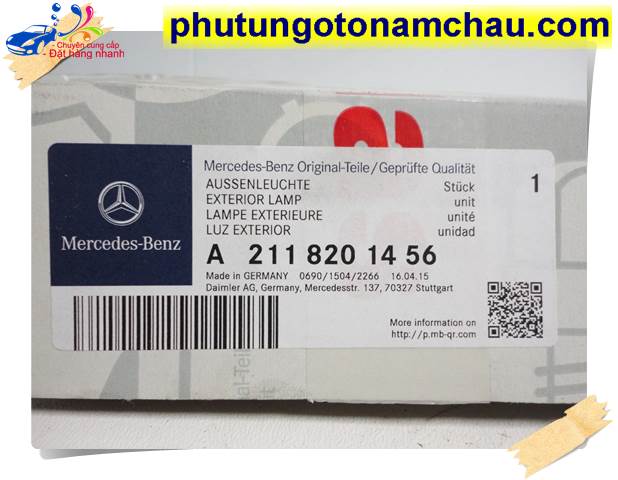 phutungotonamchau.com
- Chuyên cung cấp
- Đặt hàng nhanh
Mercedes-Benz Original-Teile/Geprüfte Qualität
AUSSENLEUCHTE Stück 1
EXTERIOR LAMP unit
LAMPE EXTERIEURE unité
LUZ EXTERIOR unidad
Mercedes-Benz
A 211 820 14 56
Made in GERMANY 0690/1504/2266 16.04.15
Daimler AG, Germany, Mercedesstr. 137, 70327 Stuttgart
More information on
http://p.mb-qr.com/